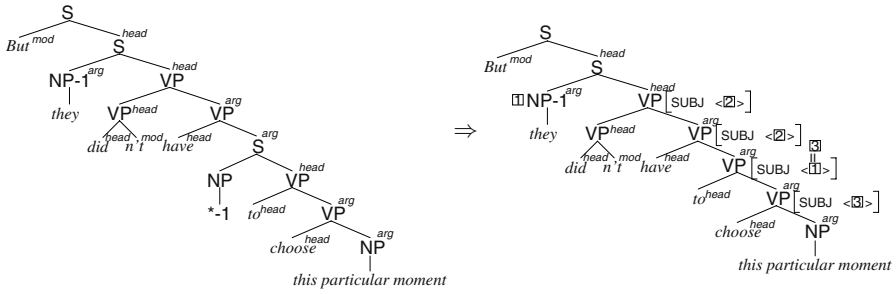 S
But mod
head
S
NP-1 arg
head
VP
they
VP head
arg
VP
did head
n't mod
have head
arg
S
NP
head
VP
*-1
to head
arg
VP
choose head
arg
NP
this particular moment
⇒
S
But mod
head
S
1 NP-1 arg
head
VP [SUBJ <2>]
they
VP head
arg
VP [SUBJ <2>]
did head
n't mod
have head
3
=
arg
VP [SUBJ <1>]
to head
arg
VP [SUBJ <3>]
choose head
arg
NP
this particular moment